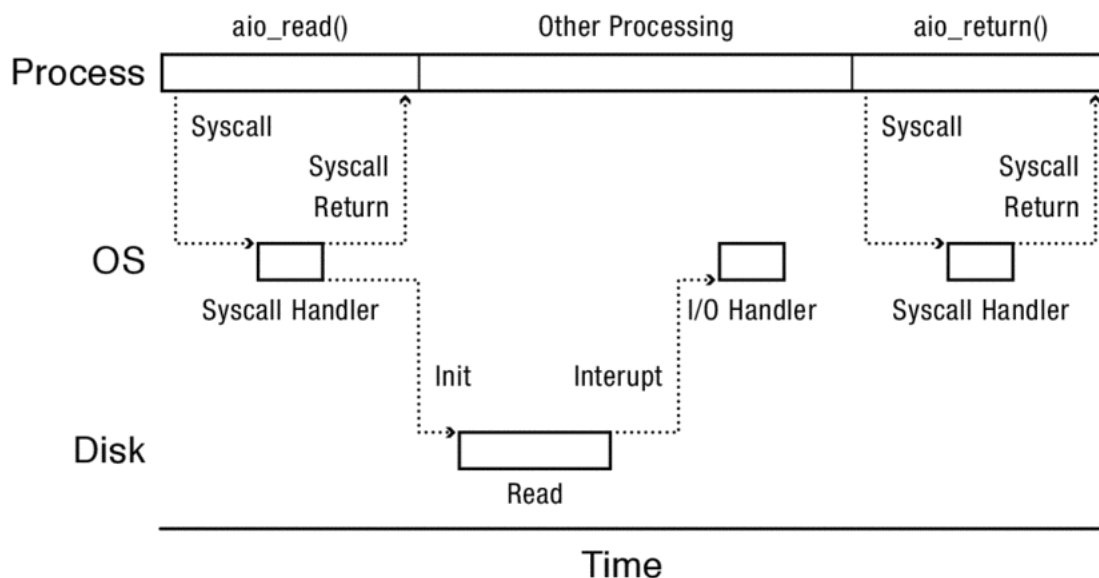 aio_read()
Other Processing
aio_return()
Process
Syscall
Syscall
Return
Syscall
Syscall
Return
OS
Syscall Handler
I/O Handler
Syscall Handler
Init
Interupt
Disk
Read
Time